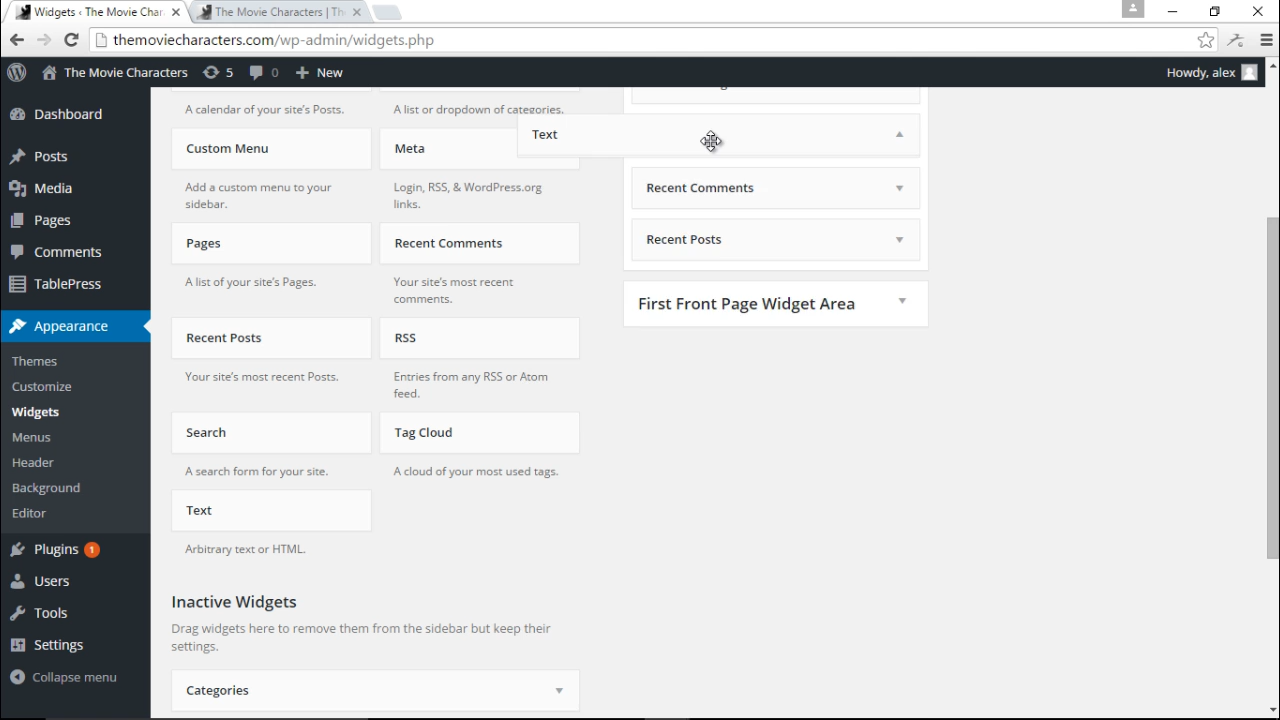 Widgets ‹ The Movie Char
The Movie Characters | Th
themoviecharacters.com/wp-admin/widgets.php
The Movie Characters
5
0
New
Howdy, alex
Dashboard
Posts
Media
Pages
Comments
TablePress
Appearance
Themes
Customize
Widgets
Menus
Header
Background
Editor
Plugins 1
Users
Tools
Settings
Collapse menu
A calendar of your site's Posts.
A list or dropdown of categories.
Custom Menu
Meta
Add a custom menu to your
sidebar.
Login, RSS, & WordPress.org
links.
Pages
Recent Comments
A list of your site's Pages.
Your site's most recent
comments.
Recent Posts
RSS
Your site's most recent Posts.
Entries from any RSS or Atom
feed.
Search
Tag Cloud
A search form for your site.
A cloud of your most used tags.
Text
Arbitrary text or HTML.
Inactive Widgets
Drag widgets here to remove them from the sidebar but keep their
settings.
Categories
Text
Recent Comments
Recent Posts
First Front Page Widget Area